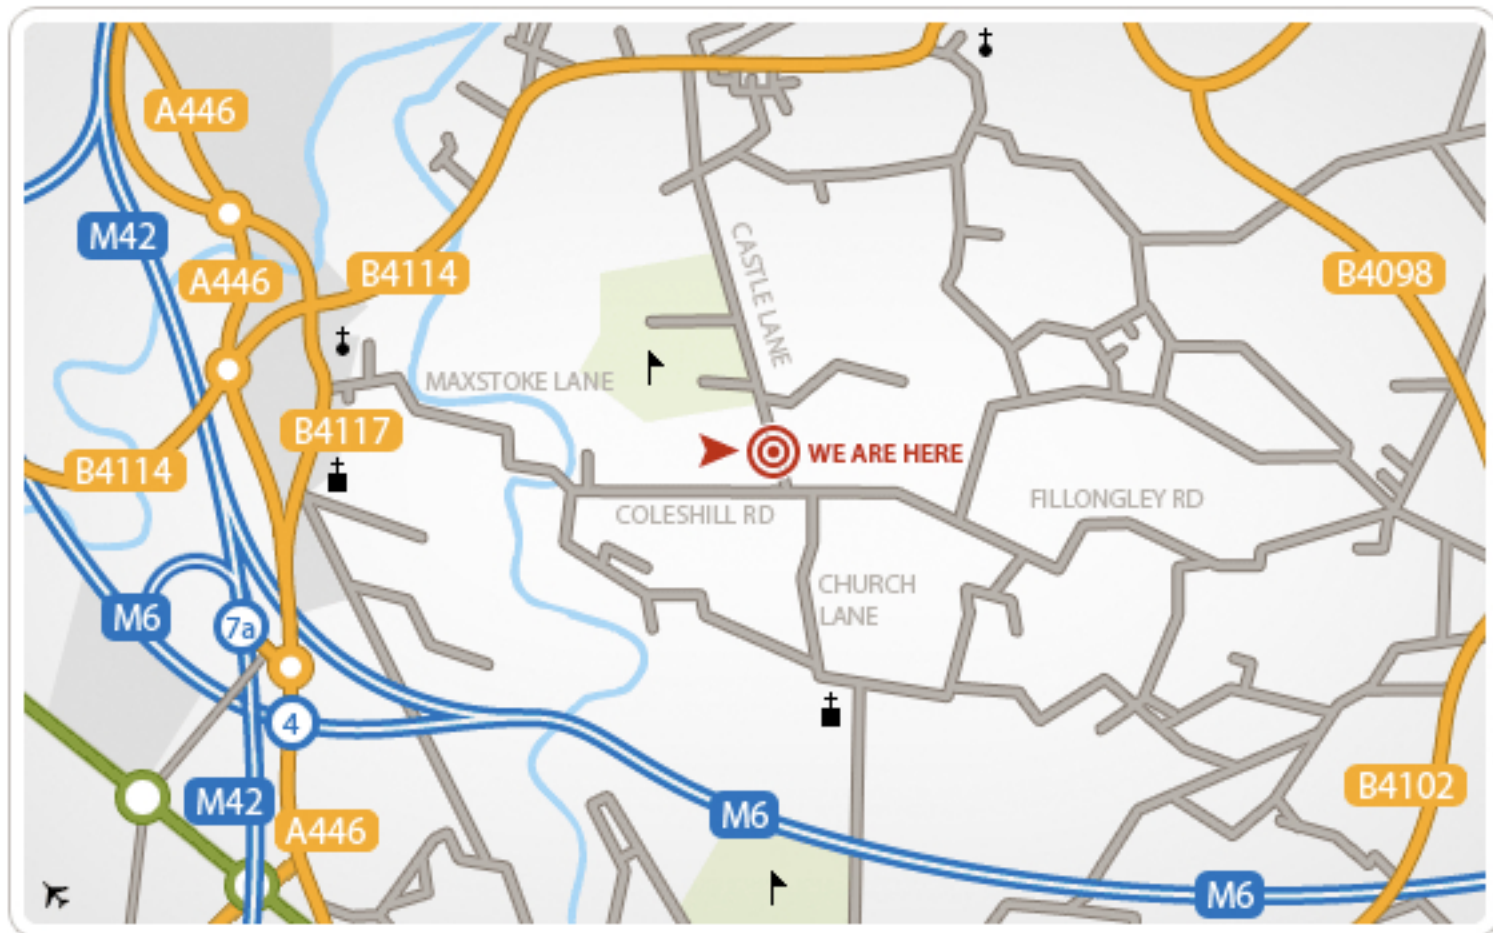 A446
M42
A446
B4114
B4098
CASTLE LANE
MAXSTOKE LANE
B4117
B4114
WE ARE HERE
COLESHILL RD
FILLONGLEY RD
CHURCH
LANE
M6
7a
4
M42
A446
M6
B4102
M6